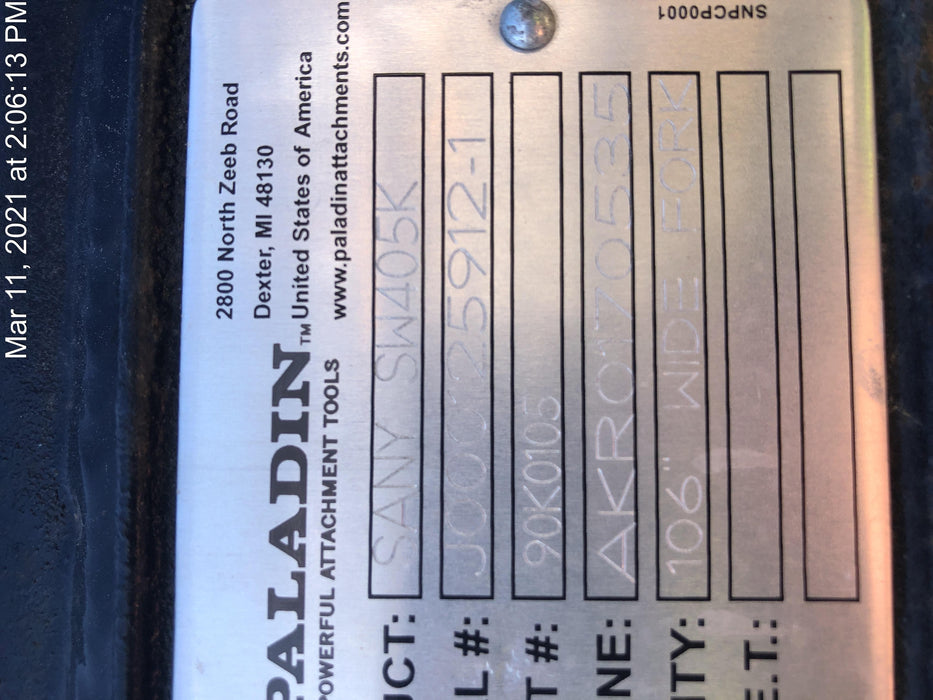 Mar 11, 2021 at 2:06:13 PM
2800 North Zeeb Road
Dexter, MI 48130
United States of America
www.paladinattachments.com
PALADIN™
POWERFUL ATTACHMENT TOOLS
SNPCP0001
UCT: SANY SW405K
L #: J000125912-1
T #: 90K0105
NE: AKRO170535
ITY: 106" WIDE FORK
E.T.: